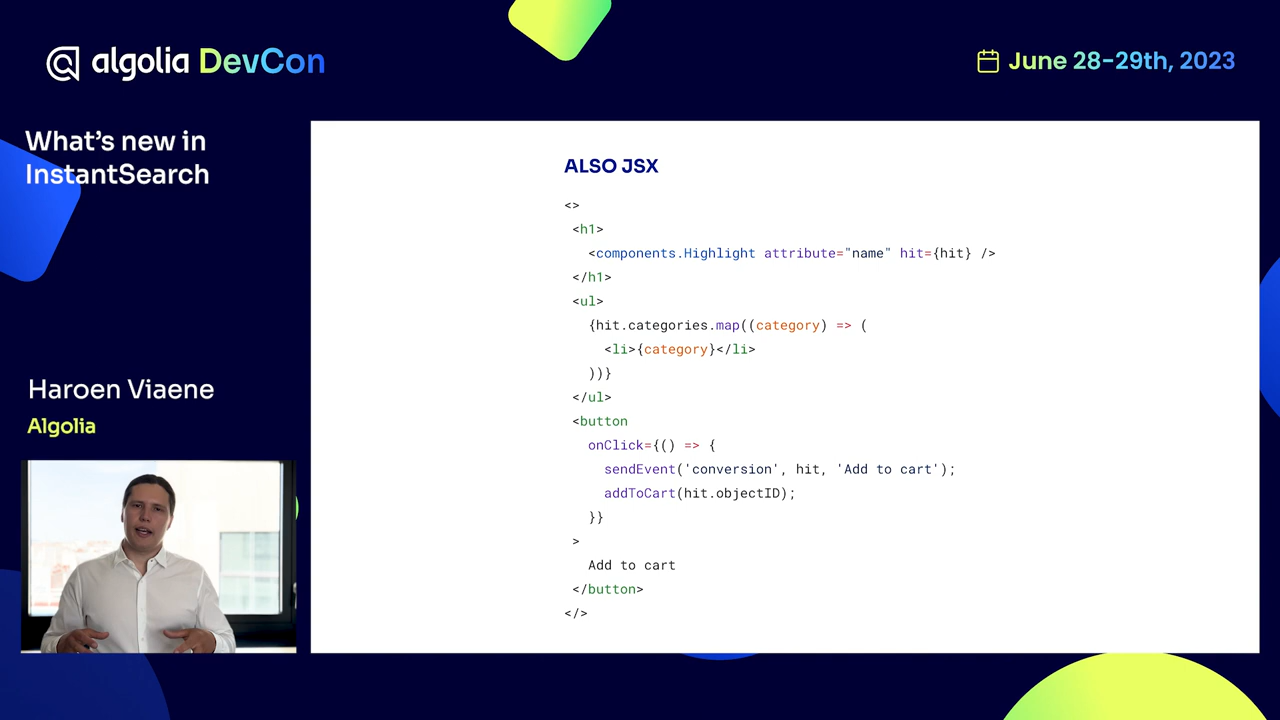 algolia DevCon
June 28-29th, 2023
What's new in
InstantSearch
Haroen Viaene
Algolia
ALSO JSX
<>
<h1>
<components.Highlight attribute="name" hit={hit} />
</h1>
<ul>
{hit.categories.map((category) => (
<li>{category}</li>
))}
</ul>
<button
onClick={() => {
sendEvent('conversion', hit, 'Add to cart');
addToCart(hit.objectID);
}}
>
Add to cart
</button>
</>